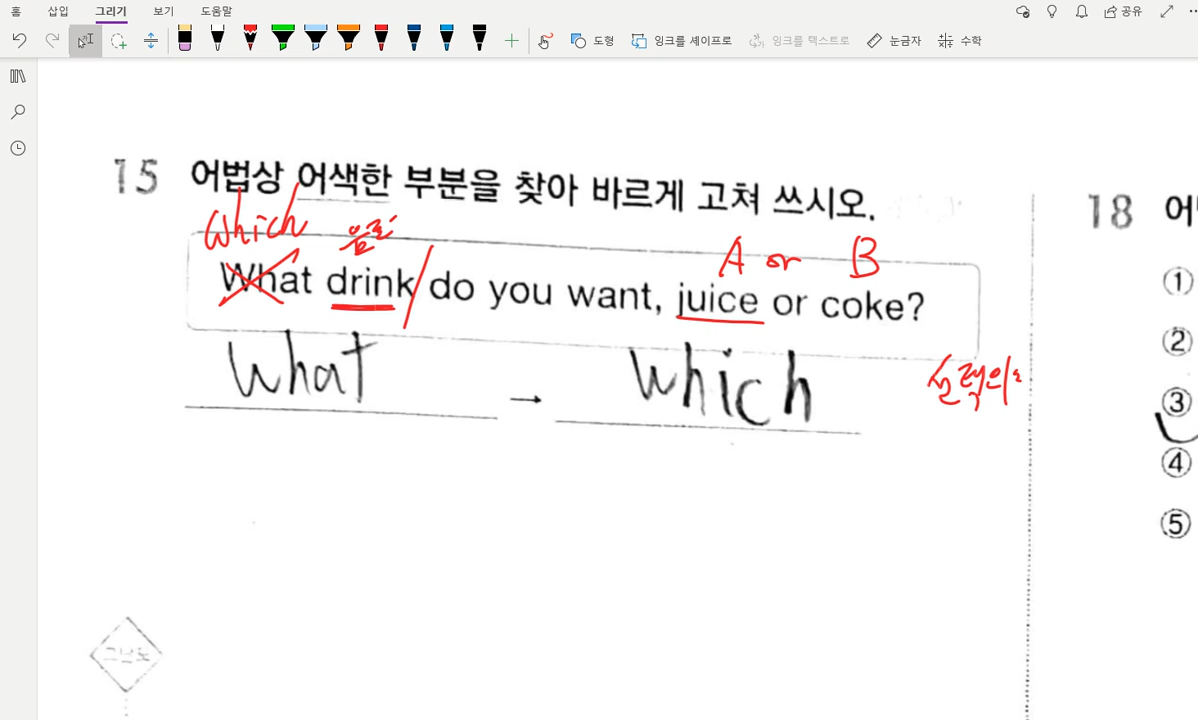 홈 삽입 그리기 보기 도움말
공유
도형 잉크를 셰이프로 잉크를 텍스트로 눈금자 수학
15 어법상 어색한 부분을 찾아 바르게 고쳐 쓰시오.
18 어
Which 음료
A or B
What drink / do you want, juice or coke?
What → which
선택의
①
②
③
④
⑤
고난도